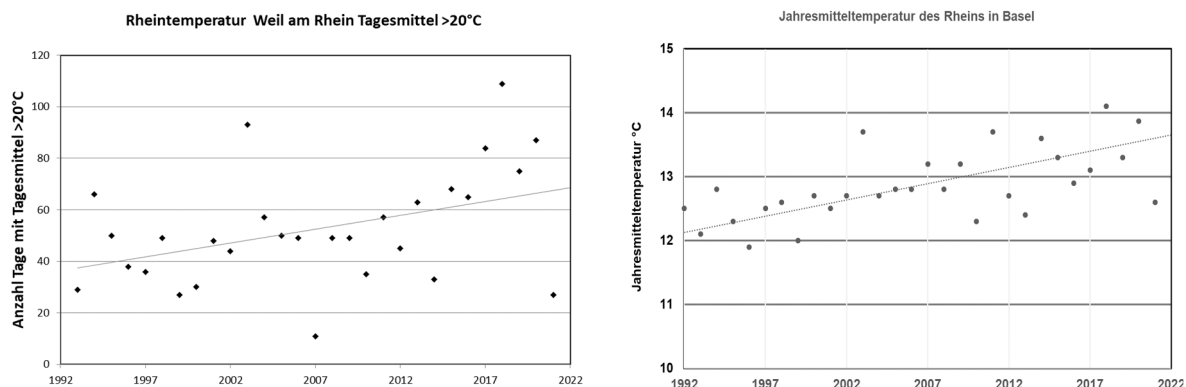 Rheintemperatur Weil am Rhein Tagesmittel >20°C
Anzahl Tage mit Tagesmittel >20°C
120
100
80
60
40
20
0
1992 1997 2002 2007 2012 2017 2022
Jahresmitteltemperatur des Rheins in Basel
Jahresmitteltemperatur °C
15
14
13
12
11
10
1992 1997 2002 2007 2012 2017 2022